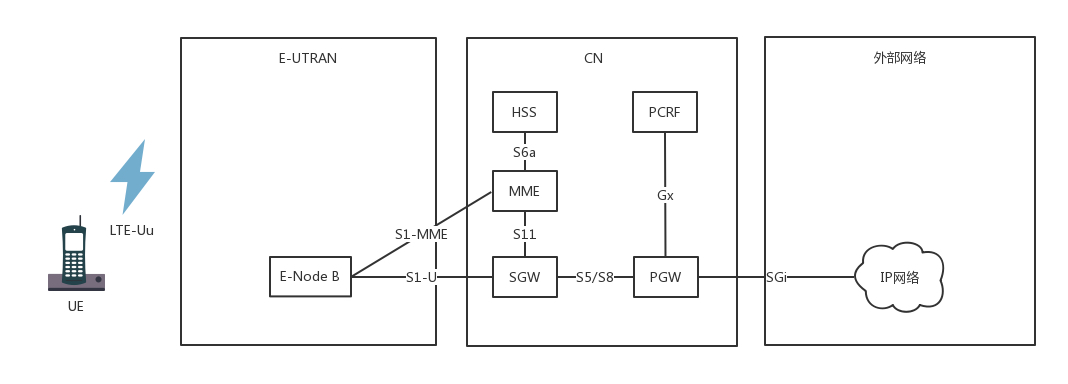 E-UTRAN
CN
外部网络
HSS
PCRF
S6a
MME
Gx
LTE-Uu
S1-MME
S11
E-Node B
S1-U
SGW
S5/S8
PGW
SGi
IP网络
UE